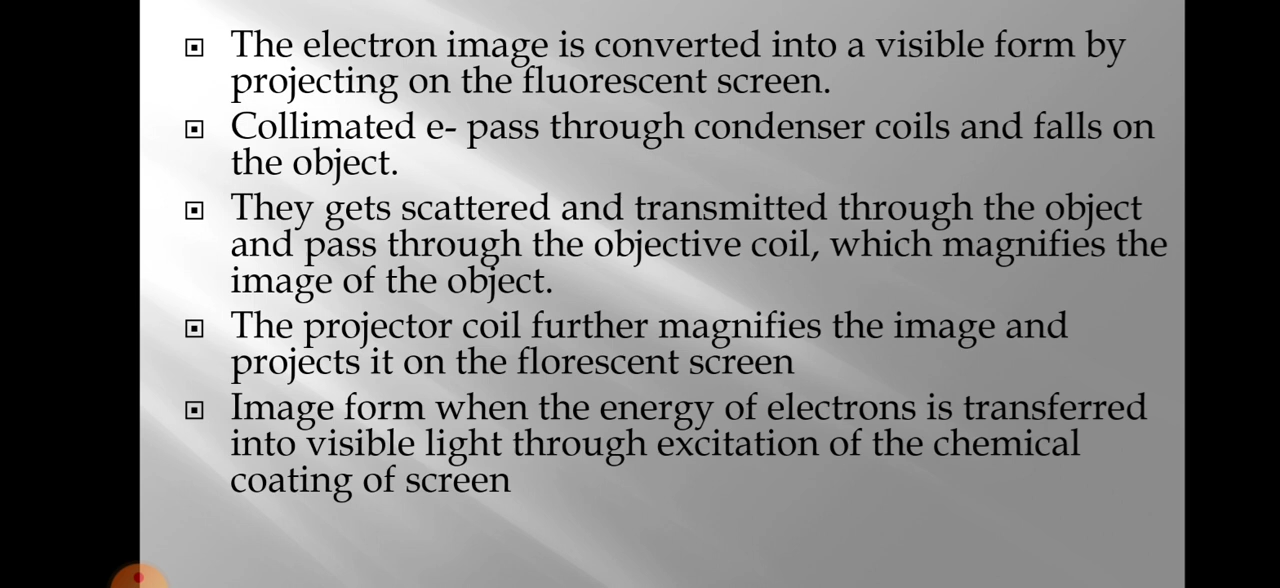 The electron image is converted into a visible form by
projecting on the fluorescent screen.
Collimated e- pass through condenser coils and falls on
the object.
They gets scattered and transmitted through the object
and pass through the objective coil, which magnifies the
image of the object.
The projector coil further magnifies the image and
projects it on the florescent screen
Image form when the energy of electrons is transferred
into visible light through excitation of the chemical
coating of screen